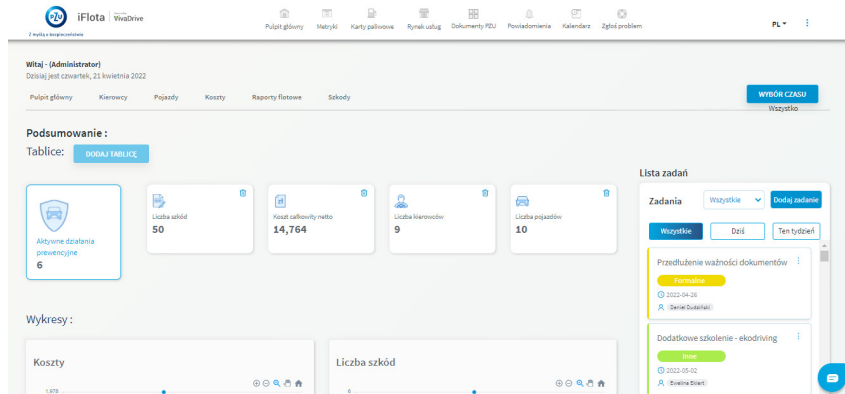 PZU
iFlota VivaDrive
Z myślą o bezpieczeństwie
Pulpit główny Metryki Karty paliwowe Rynek usług Dokumenty PZU Powiadomienia Kalendarz Zgłoś problem
PL
Witaj - (Administrator)
Dzisiaj jest czwartek, 21 kwietnia 2022
Pulpit główny Kierowcy Pojazdy Koszty Raporty flotowe Szkody
WYBÓR CZASU
Wszystko
Podsumowanie :
Tablice: DODAJ TABLICĘ
Aktywne działania
prewencyjne
6
Liczba szkód
50
Koszt całkowity netto
14,764
Liczba kierowców
9
Liczba pojazdów
10
Lista zadań
Zadania Wszystkie Dodaj zadanie
Wszystkie Dziś Ten tydzień
Przedłużenie ważności dokumentów
Formalne
2022-04-26
Daniel Dudziński
Dodatkowe szkolenie - ekodriving
Inne
2022-05-02
Ewelina Ekiert
Wykresy :
Koszty
1,878
Liczba szkód
6